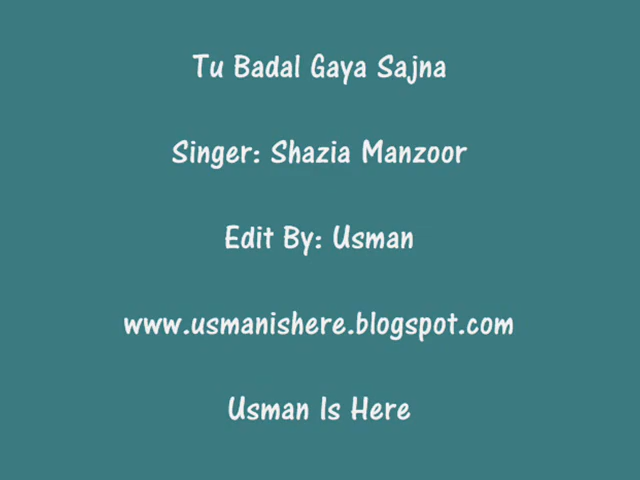 Tu Badal Gaya Sajna
Singer: Shazia Manzoor
Edit By: Usman
www.usmanishere.blogspot.com
Usman Is Here